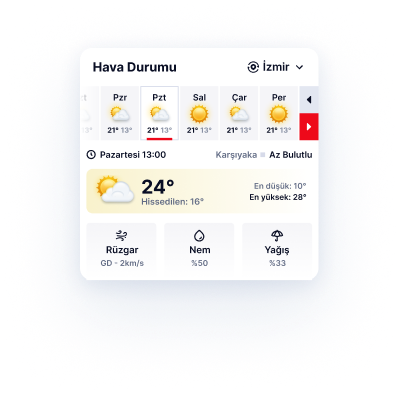 Hava Durumu
İzmir
Pzr Pzt Sal Çar Per
21° 13° 21° 13° 21° 13° 21° 13° 21° 13°
Pazartesi 13:00
Karşıyaka Az Bulutlu
24°
Hissedilen: 16°
En düşük: 10°
En yüksek: 28°
Rüzgar Nem Yağış
GD - 2km/s %50 %33